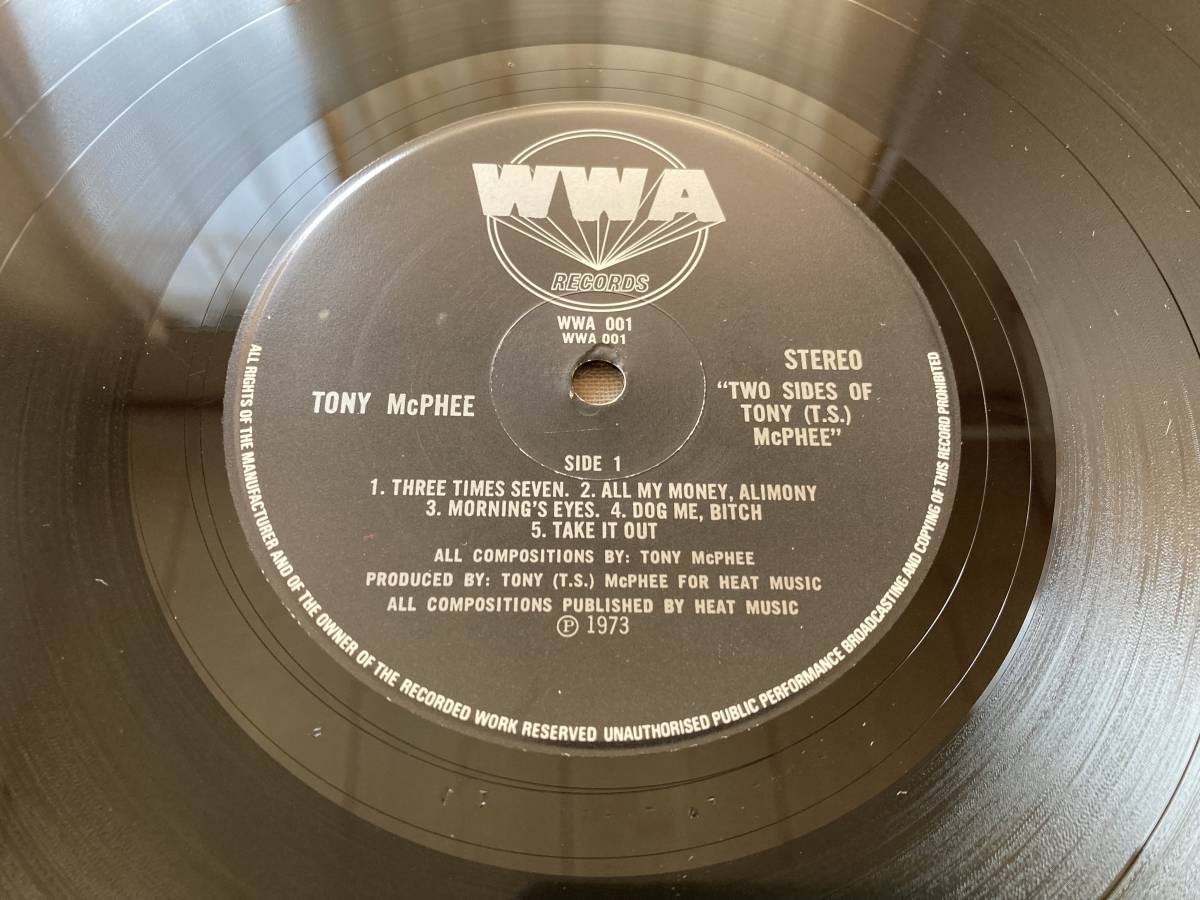 WWA
RECORDS
WWA 001
WWA 001
STEREO
TONY McPHEE
“TWO SIDES OF
TONY (T.S.)
McPHEE”
SIDE 1
1. THREE TIMES SEVEN. 2. ALL MY MONEY, ALIMONY
3. MORNING'S EYES. 4. DOG ME, BITCH
5. TAKE IT OUT
ALL COMPOSITIONS BY: TONY McPHEE
PRODUCED BY: TONY (T.S.) McPHEE FOR HEAT MUSIC
ALL COMPOSITIONS PUBLISHED BY HEAT MUSIC
Ⓟ 1973
ALL RIGHTS OF THE MANUFACTURER AND OF THE OWNER OF THE RECORDED WORK RESERVED UNAUTHORISED PUBLIC PERFORMANCE BROADCASTING AND COPYING OF THIS RECORD PROHIBITED